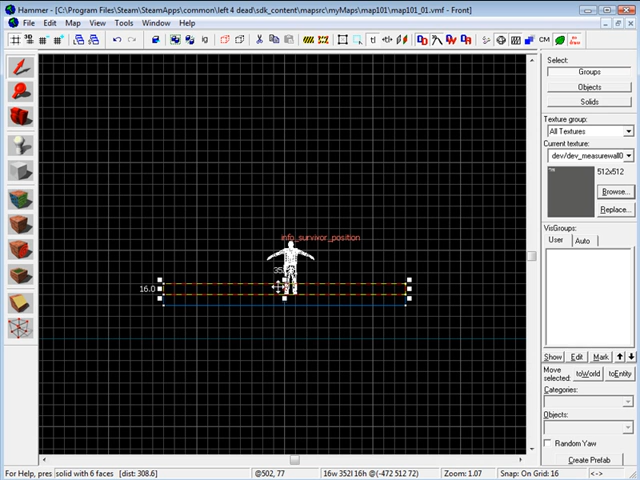 Hammer - [C:\Program Files\Steam\SteamApps\common\left 4 dead\sdk_content\mapsrc\myMaps\map101\map101_01.vmf - Front]
File Edit Map View Tools Window Help
ig
tl
CM
Select:
Groups
Objects
Solids
Texture group:
All Textures
Current texture:
dev/dev_measurewall0
512x512
Browse...
Replace...
VisGroups:
User Auto
info_survivor_position
16.0
Show Edit Mark
Move selected:
toWorld toEntity
Categories:
Objects:
Random Yaw
Create Prefab
For Help, pres solid with 6 faces [dist: 308.6] @502, 77 16w 352l 16h @(-472 512 72) Zoom: 1.07 Snap: On Grid: 16 <->